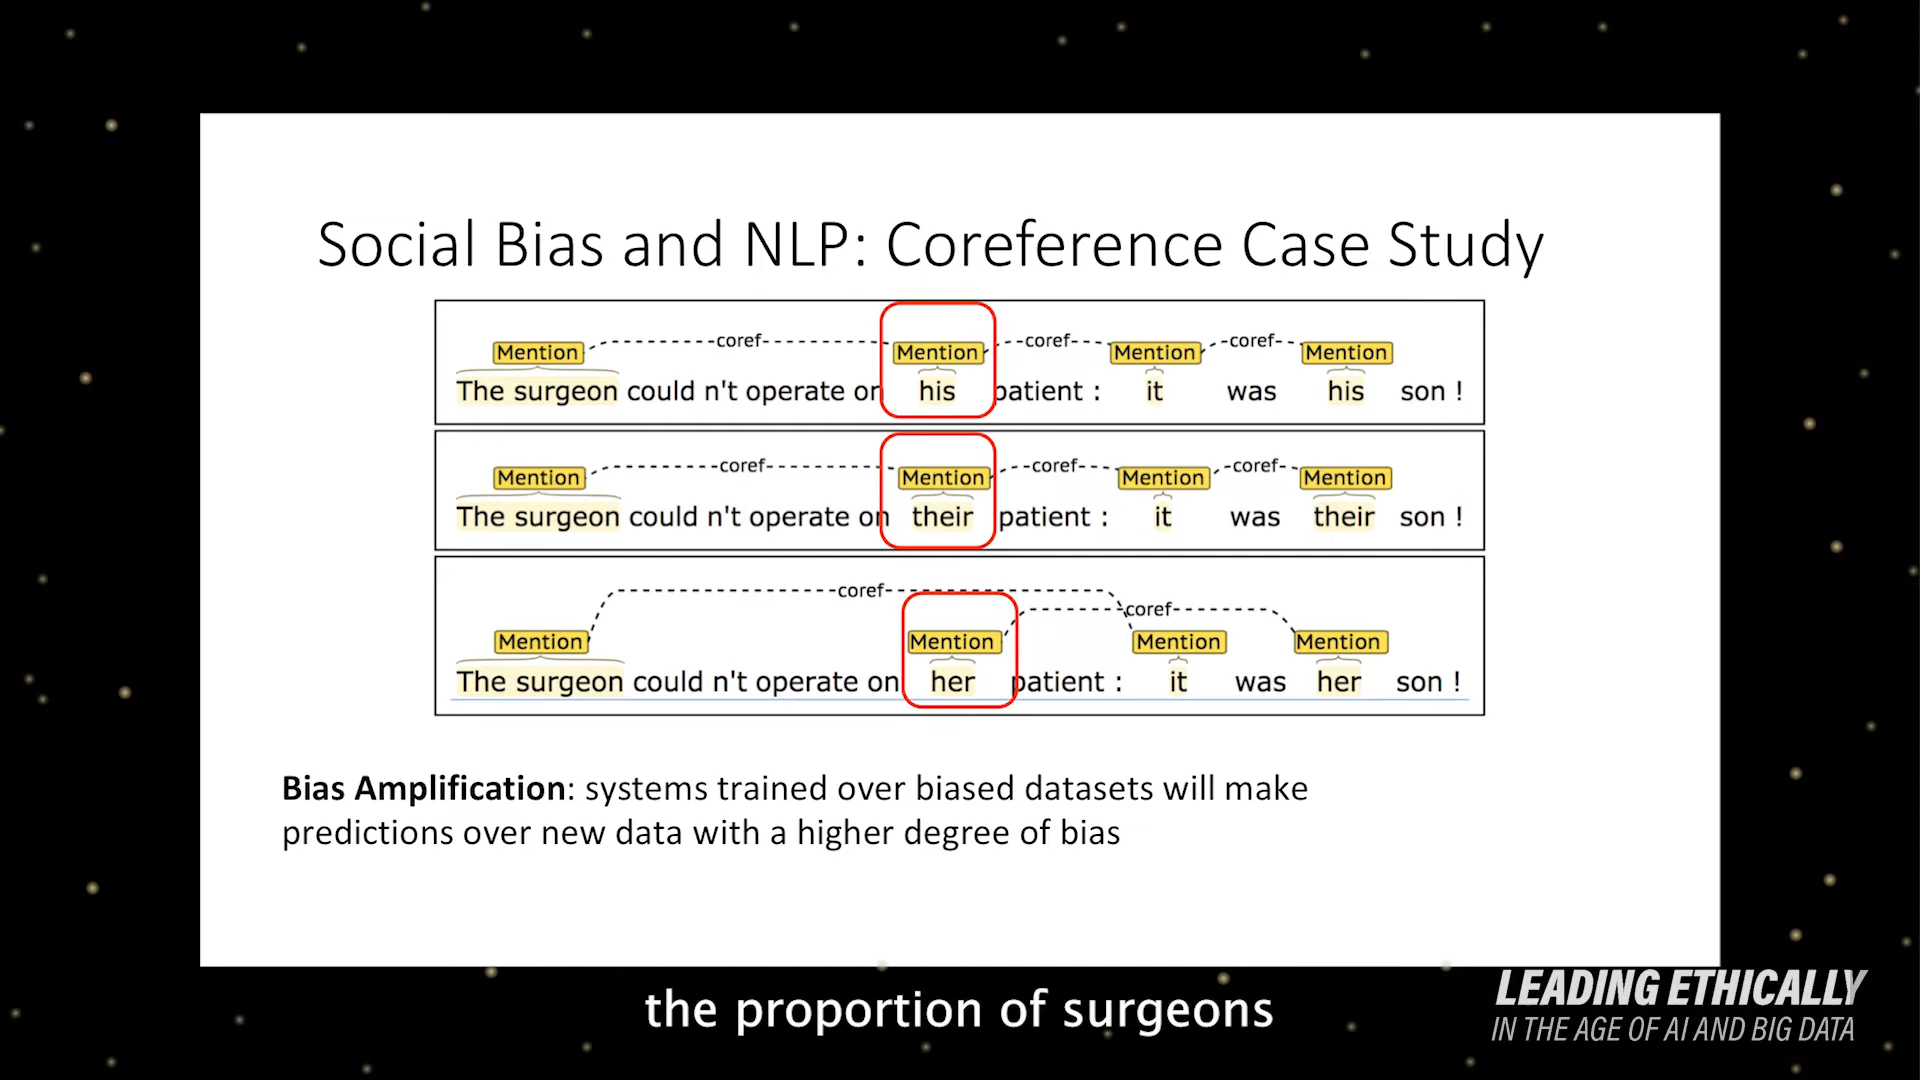 Social Bias and NLP: Coreference Case Study
coref coref coref
Mention Mention Mention Mention
The surgeon could n't operate on his patient : it was his son !
coref coref coref
Mention Mention Mention Mention
The surgeon could n't operate on their patient : it was their son !
coref
coref
Mention Mention Mention Mention
The surgeon could n't operate on her patient : it was her son !
Bias Amplification: systems trained over biased datasets will make
predictions over new data with a higher degree of bias
the proportion of surgeons
LEADING ETHICALLY
IN THE AGE OF AI AND BIG DATA